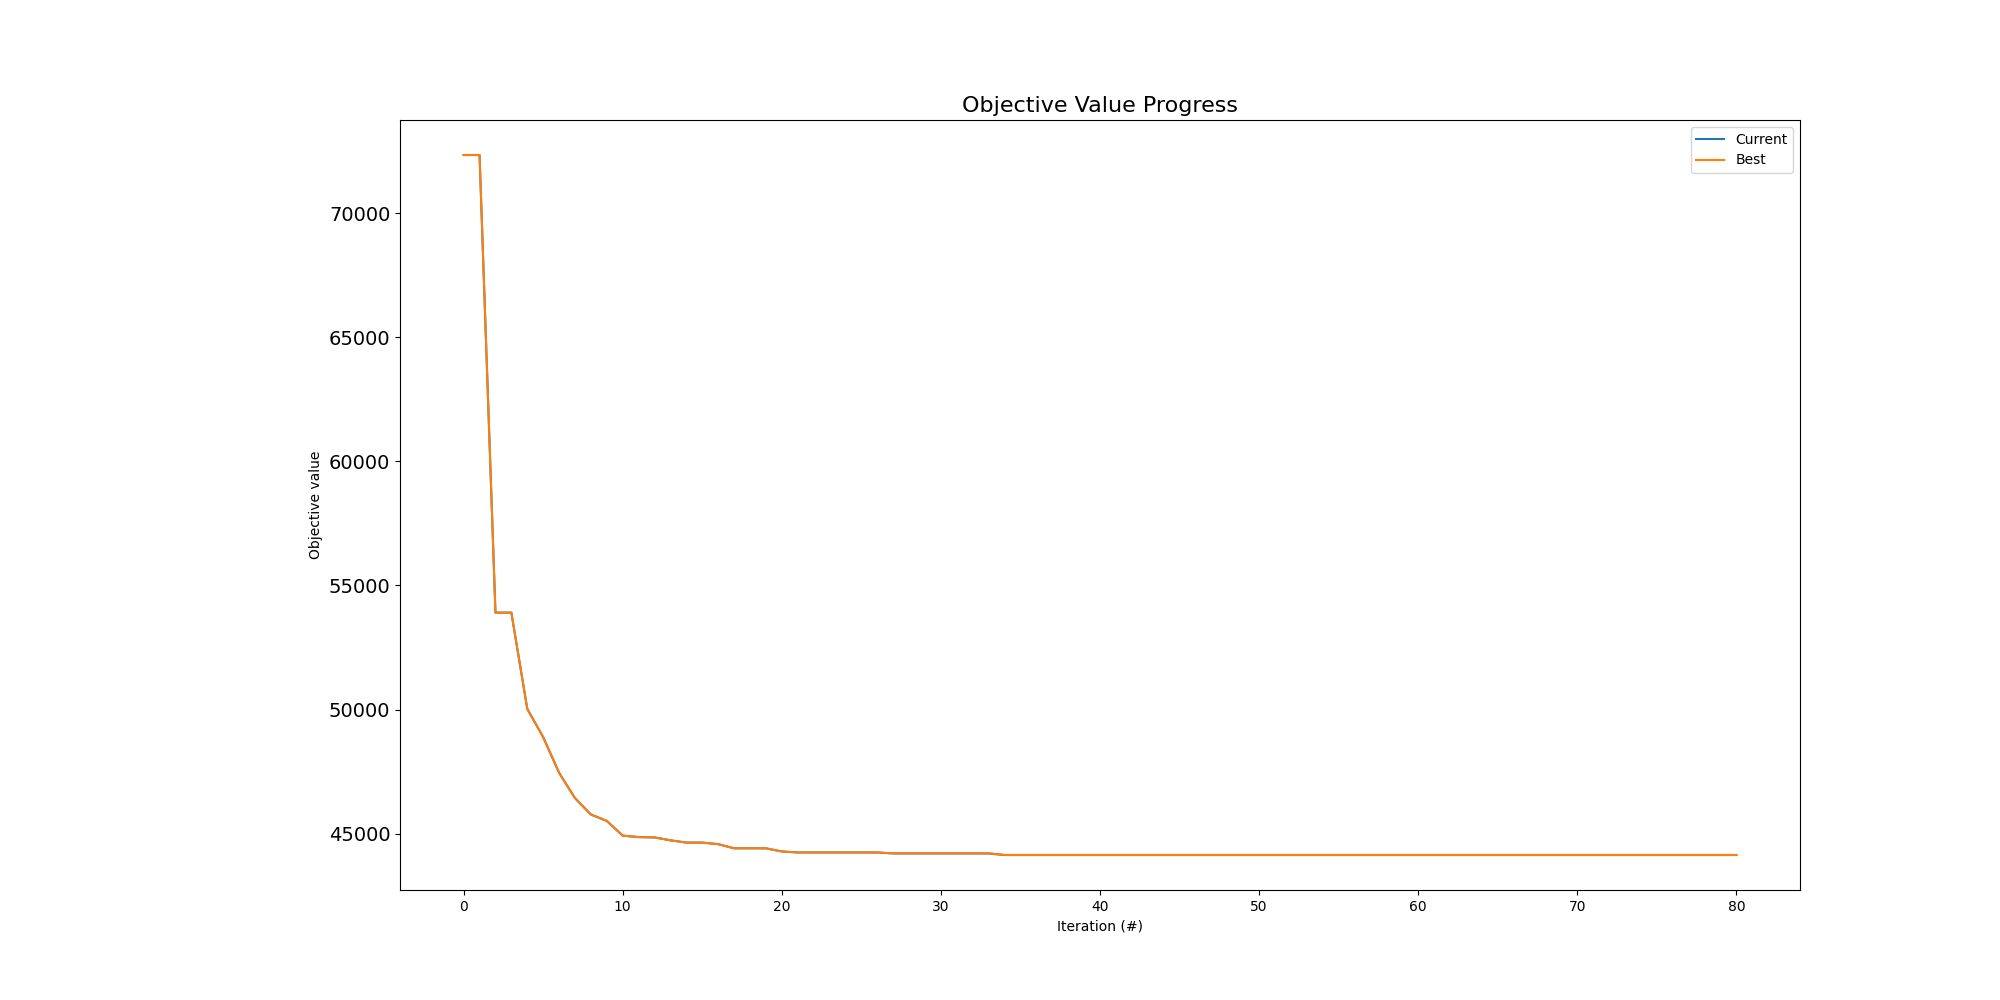 Objective Value Progress
Current
Best
70000
65000
60000
55000
50000
45000
Objective value
0 10 20 30 40 50 60 70 80
Iteration (#)